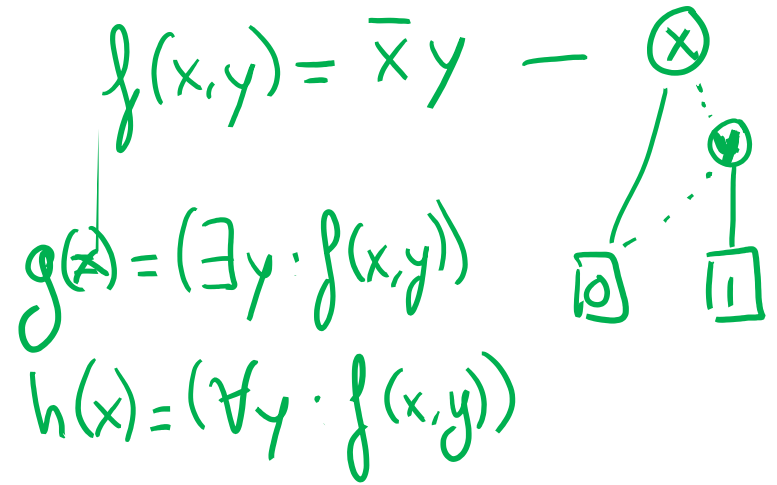 f(x,y) = x̅ y — x
y
g(x) = (∃y · f(x,y))
0 1
h(x) = (∀y · f(x,y))